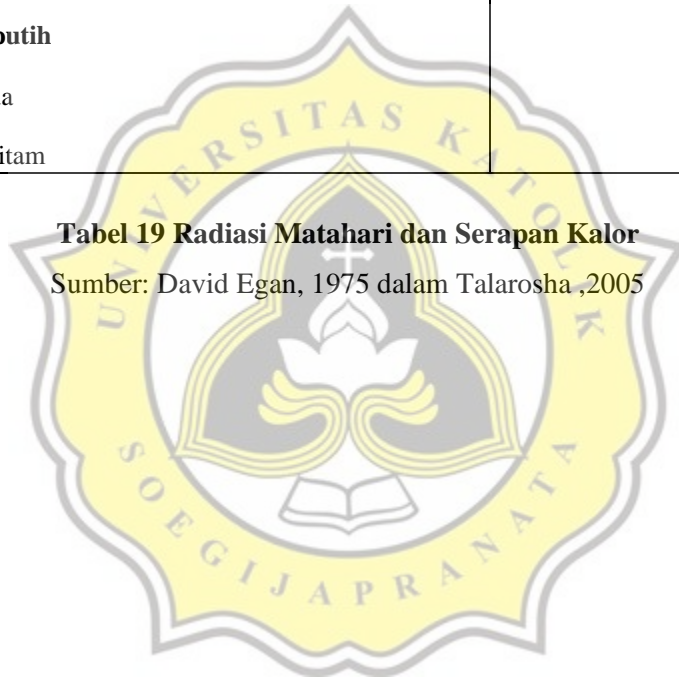 putih
a
itam
Tabel 19 Radiasi Matahari dan Serapan Kalor
Sumber: David Egan, 1975 dalam Talarosha ,2005
UNIVERSITAS KATOLIK
SOEGIJAPRANATA